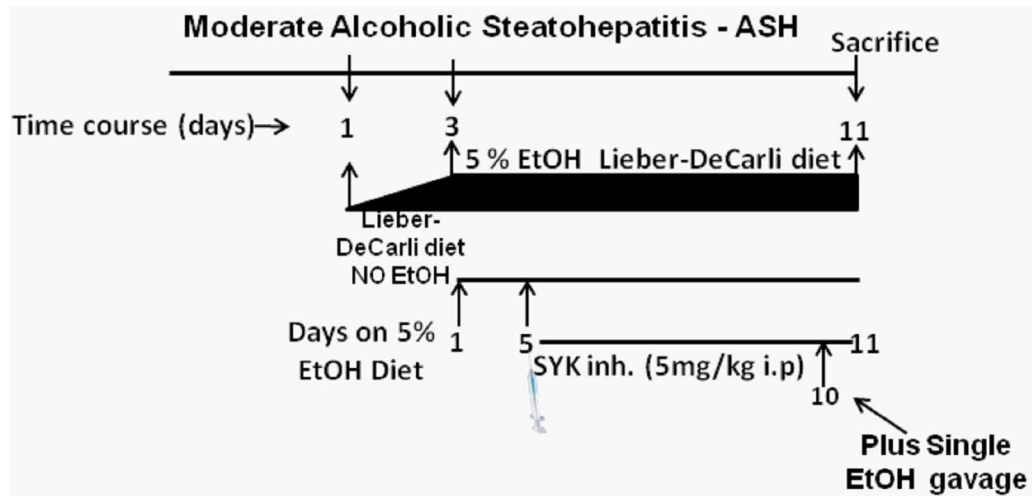 Moderate Alcoholic Steatohepatitis - ASH
Sacrifice
Time course (days)→ 1 3 11
5 % EtOH Lieber-DeCarli diet
Lieber-
DeCarli diet
NO EtOH
Days on 5%
EtOH Diet
1 5 11
SYK inh. (5mg/kg i.p)
10
Plus Single
EtOH gavage